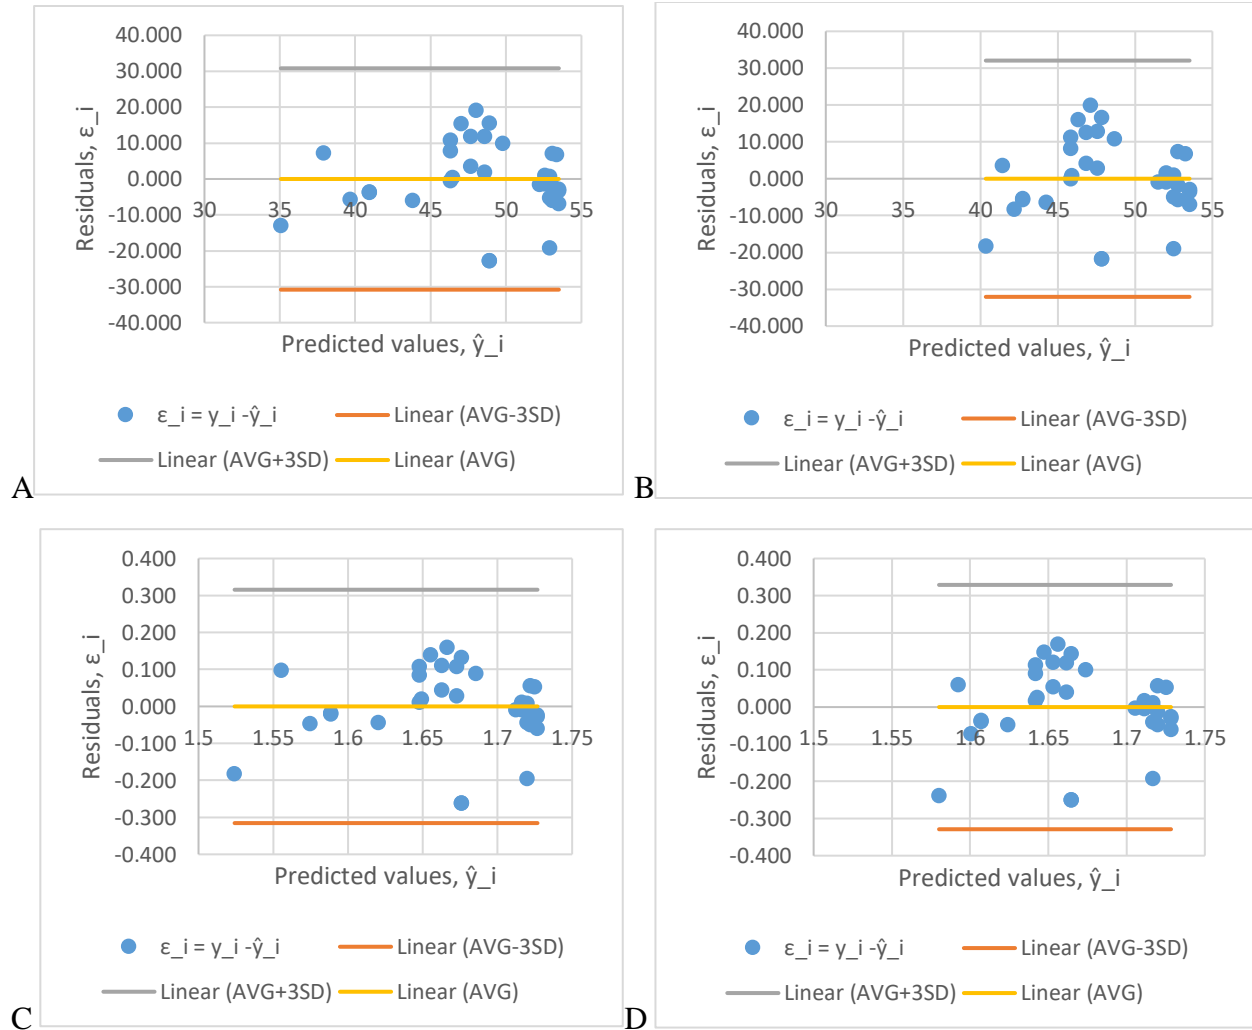 40.000
30.000
20.000
10.000
0.000
-10.000
-20.000
-30.000
-40.000
30 35 40 45 50 55
Residuals, ε_i
Predicted values, ŷ_i
ε_i = y_i -ŷ_i
Linear (AVG-3SD)
Linear (AVG+3SD)
Linear (AVG)
A
40.000
30.000
20.000
10.000
0.000
-10.000
-20.000
-30.000
-40.000
30 35 40 45 50 55
Residuals, ε_i
Predicted values, ŷ_i
ε_i = y_i -ŷ_i
Linear (AVG-3SD)
Linear (AVG+3SD)
Linear (AVG)
B
0.400
0.300
0.200
0.100
0.000
-0.100
-0.200
-0.300
-0.400
1.5 1.55 1.6 1.65 1.7 1.75
Residuals, ε_i
Predicted values, ŷ_i
ε_i = y_i -ŷ_i
Linear (AVG-3SD)
Linear (AVG+3SD)
Linear (AVG)
C
0.400
0.300
0.200
0.100
0.000
-0.100
-0.200
-0.300
-0.400
1.5 1.55 1.6 1.65 1.7 1.75
Residuals, ε_i
Predicted values, ŷ_i
ε_i = y_i -ŷ_i
Linear (AVG-3SD)
Linear (AVG+3SD)
Linear (AVG)
D